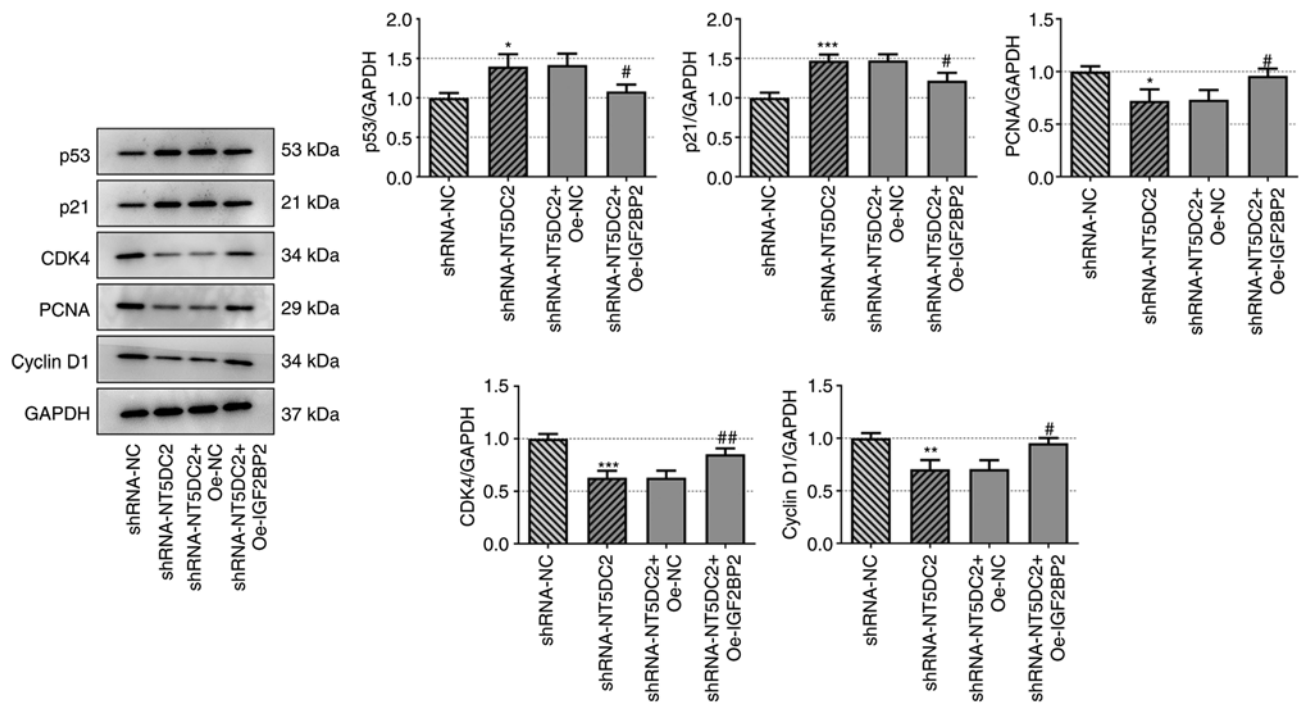 p53
53 kDa
p21
21 kDa
CDK4
34 kDa
PCNA
29 kDa
Cyclin D1
34 kDa
GAPDH
37 kDa
shRNA-NC
shRNA-NT5DC2
shRNA-NT5DC2+
Oe-NC
shRNA-NT5DC2+
Oe-IGF2BP2
p53/GAPDH
2.0
1.5
1.0
0.5
0.0
*
#
shRNA-NC
shRNA-NT5DC2
shRNA-NT5DC2+
Oe-NC
shRNA-NT5DC2+
Oe-IGF2BP2
p21/GAPDH
2.0
1.5
1.0
0.5
0.0
***
#
shRNA-NC
shRNA-NT5DC2
shRNA-NT5DC2+
Oe-NC
shRNA-NT5DC2+
Oe-IGF2BP2
PCNA/GAPDH
1.5
1.0
0.5
0.0
*
#
shRNA-NC
shRNA-NT5DC2
shRNA-NT5DC2+
Oe-NC
shRNA-NT5DC2+
Oe-IGF2BP2
CDK4/GAPDH
1.5
1.0
0.5
0.0
***
##
shRNA-NC
shRNA-NT5DC2
shRNA-NT5DC2+
Oe-NC
shRNA-NT5DC2+
Oe-IGF2BP2
Cyclin D1/GAPDH
1.5
1.0
0.5
0.0
**
#
shRNA-NC
shRNA-NT5DC2
shRNA-NT5DC2+
Oe-NC
shRNA-NT5DC2+
Oe-IGF2BP2